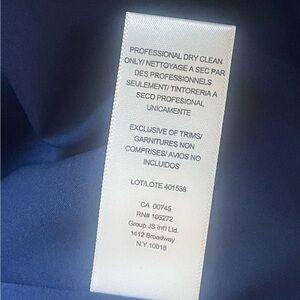 PROFESSIONAL DRY CLEAN
ONLY/ NETTOYAGE A SEC PAR
DES PROFESSIONNELS
SEULEMENT/ TINTORERIA A
SECO PROFESIONAL
UNICAMENTE
EXCLUSIVE OF TRIMS/
GARNITURES NON
COMPRISES/ AVIOS NO
INCLUIDOS
LOT/LOTE 401538
CA 00745
RN# 105272
Group JS Int'l Ltd.
1412 Broadway
N.Y.10018